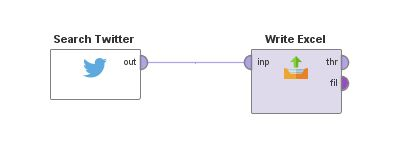 Search Twitter
Write Excel
out
inp
thr
fil